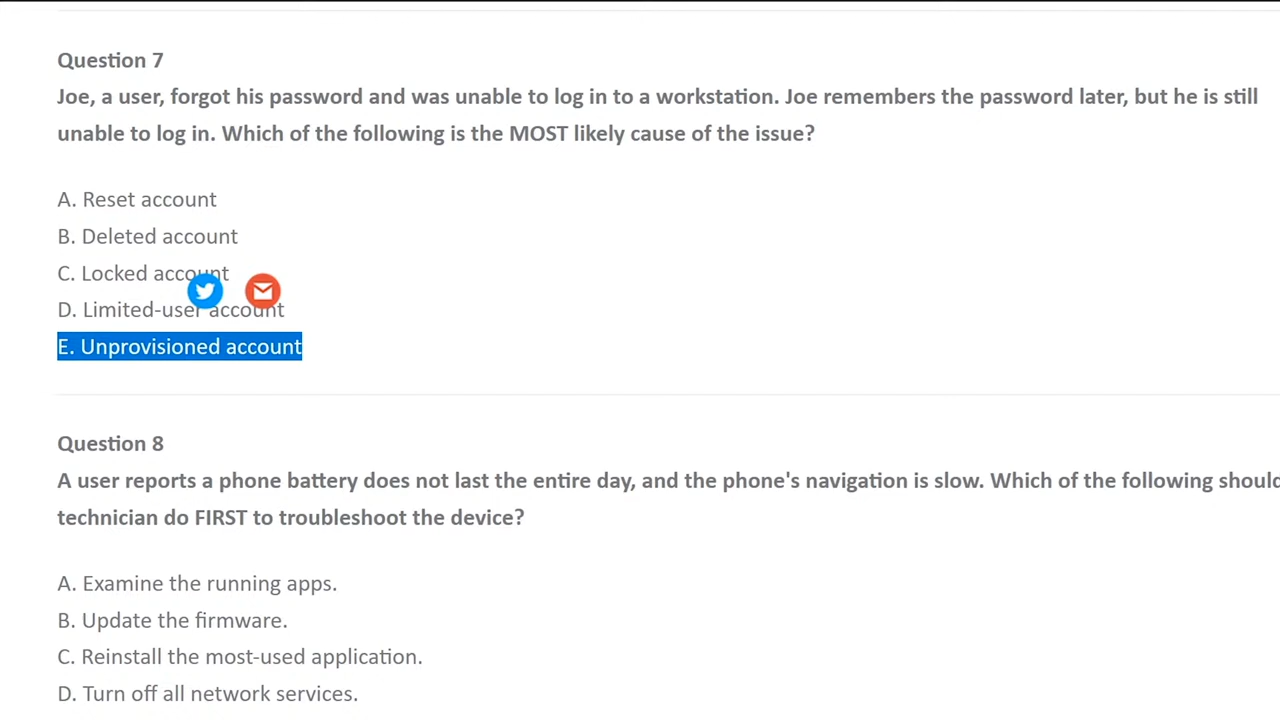 Question 7
Joe, a user, forgot his password and was unable to log in to a workstation. Joe remembers the password later, but he is still
unable to log in. Which of the following is the MOST likely cause of the issue?
A. Reset account
B. Deleted account
C. Locked account
D. Limited-user account
E. Unprovisioned account
Question 8
A user reports a phone battery does not last the entire day, and the phone's navigation is slow. Which of the following should
technician do FIRST to troubleshoot the device?
A. Examine the running apps.
B. Update the firmware.
C. Reinstall the most-used application.
D. Turn off all network services.